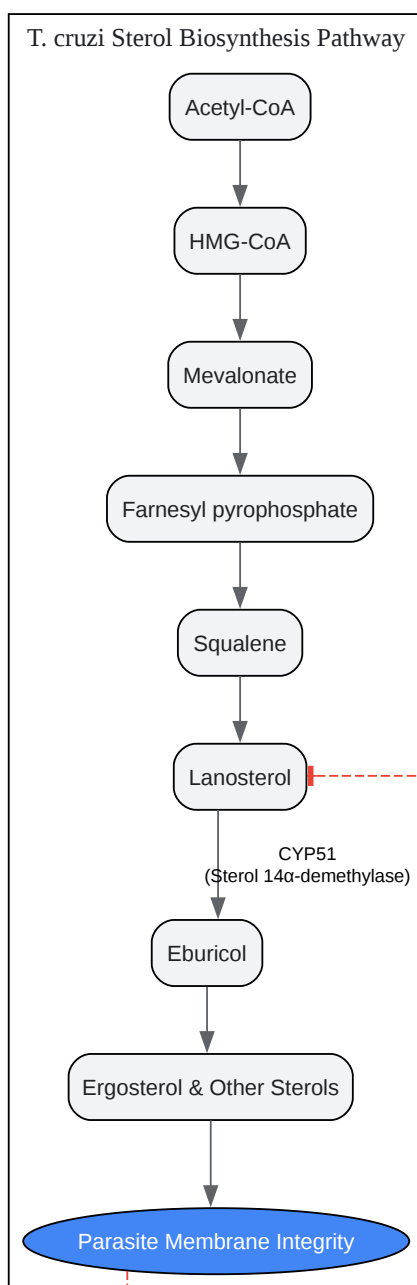 T. cruzi Sterol Biosynthesis Pathway
Acetyl-CoA
HMG-CoA
Mevalonate
Farnesyl pyrophosphate
Squalene
Lanosterol
CYP51
(Sterol 14α-demethylase)
Eburicol
Ergosterol & Other Sterols
Parasite Membrane Integrity